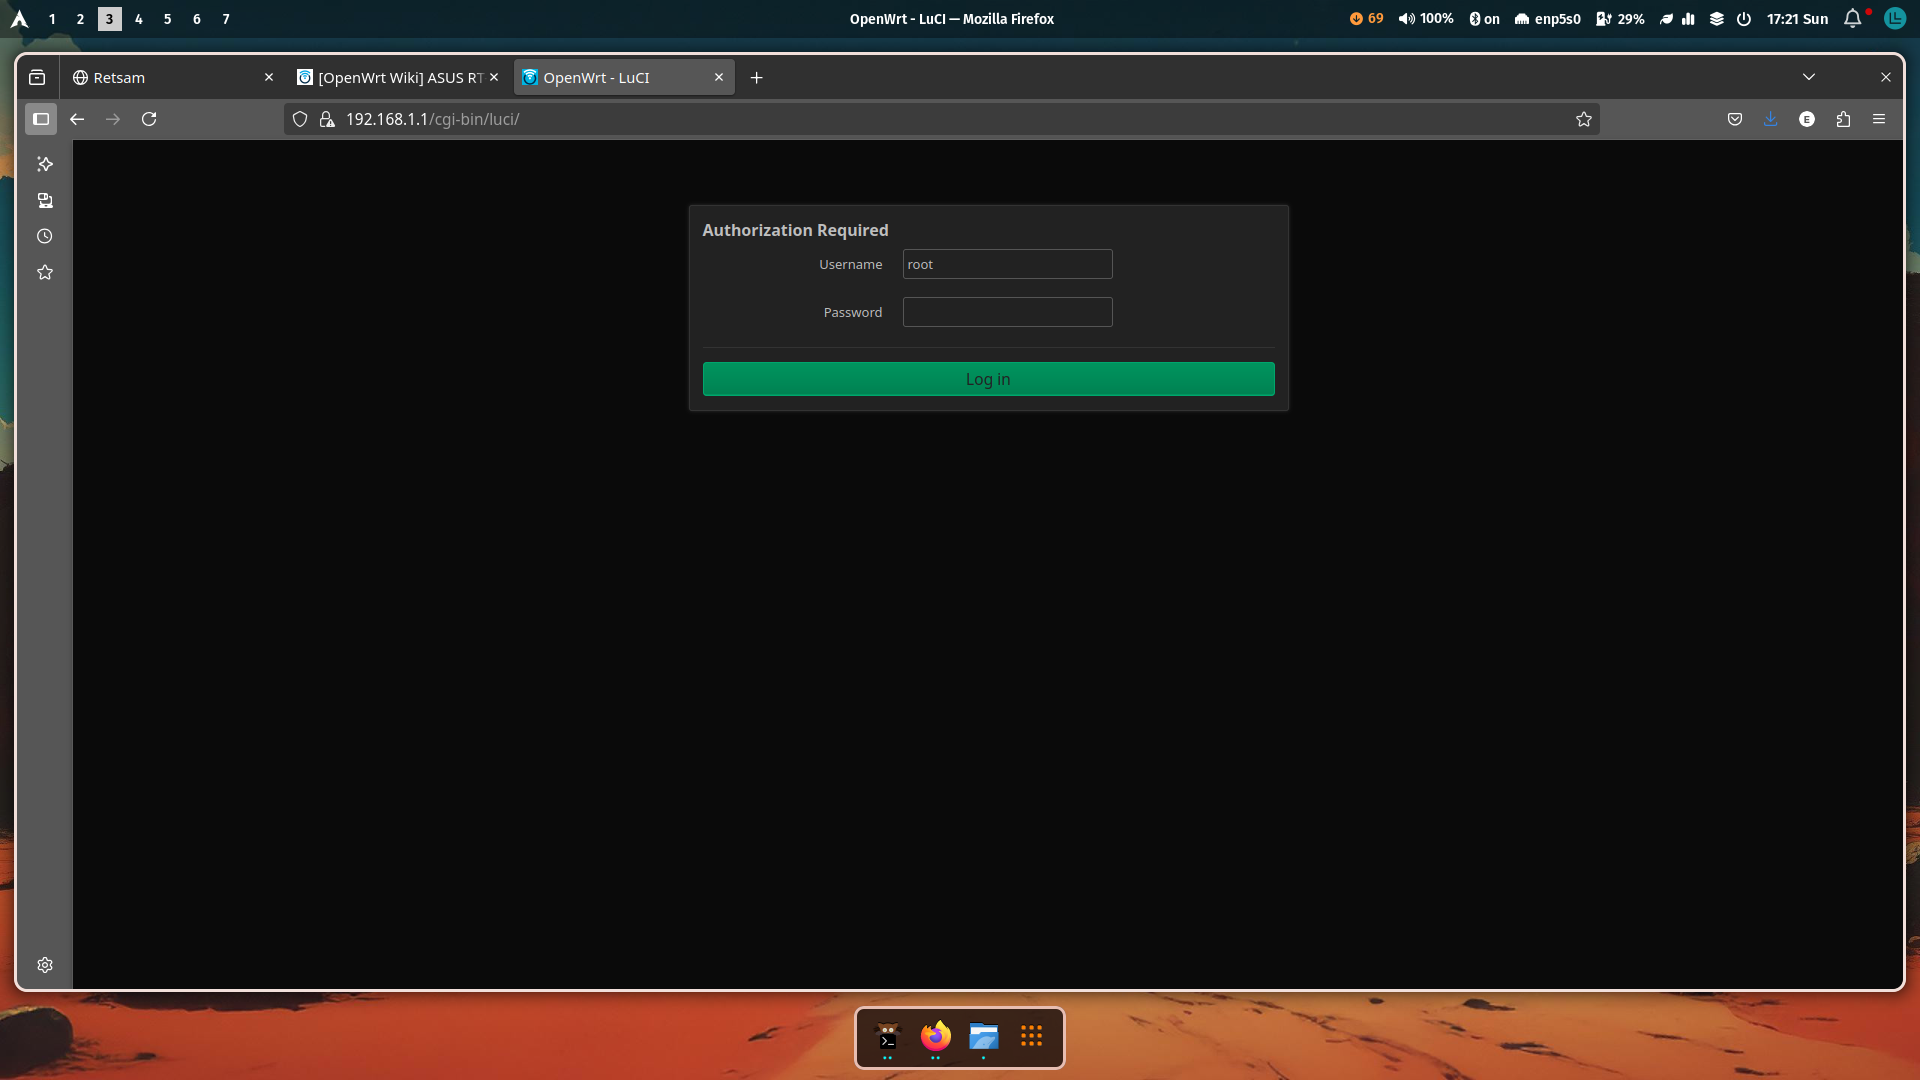 1 2 3 4 5 6 7
OpenWrt - LuCI — Mozilla Firefox
69 100% on enp5s0 29% 17:21 Sun
Retsam
[OpenWrt Wiki] ASUS RT
OpenWrt - LuCI
192.168.1.1/cgi-bin/luci/
E
Authorization Required
Username root
Password
Log in